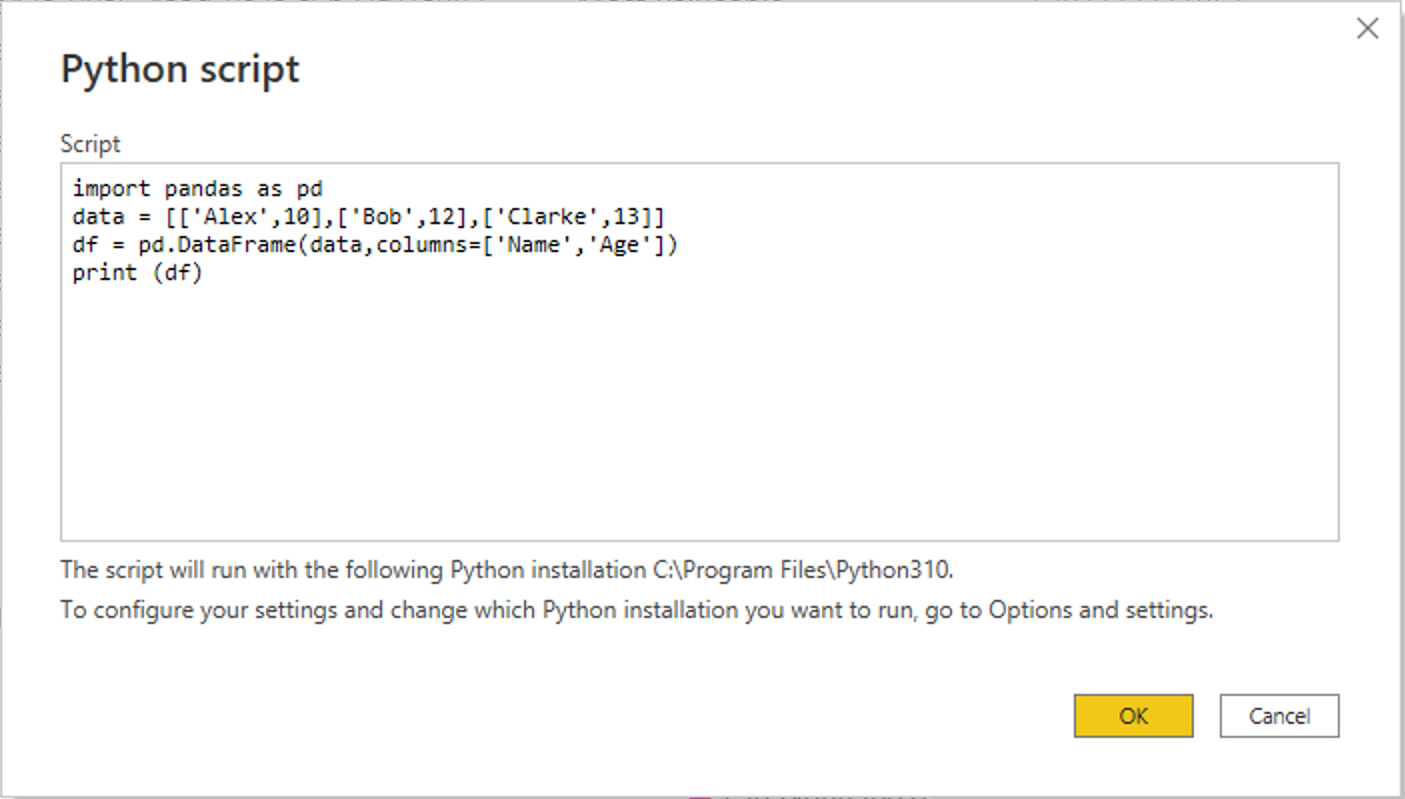 Python script
Script
import pandas as pd
data = [['Alex',10],['Bob',12],['Clarke',13]]
df = pd.DataFrame(data,columns=['Name','Age'])
print (df)
The script will run with the following Python installation C:\Program Files\Python310.
To configure your settings and change which Python installation you want to run, go to Options and settings.
OK
Cancel